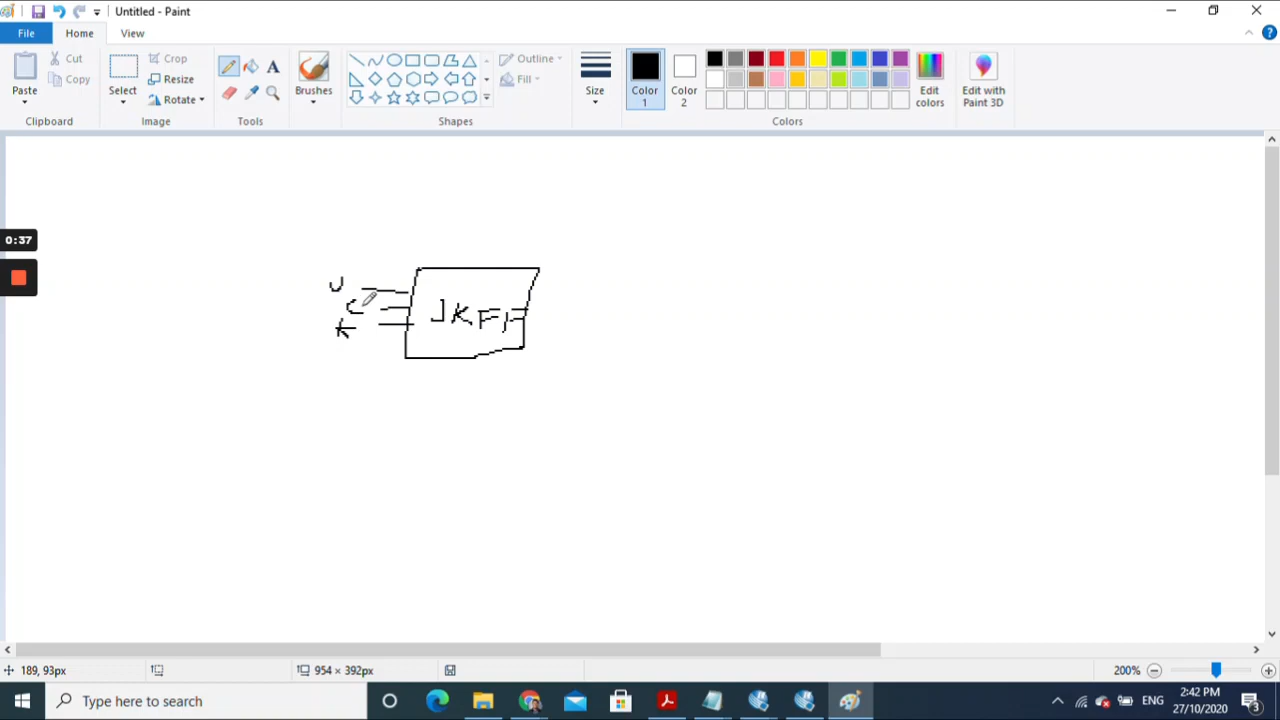 Untitled - Paint
File Home View
Paste
Cut
Copy
Clipboard
Select
Crop
Resize
Rotate
Image
Tools
Brushes
Outline
Fill
Shapes
Size
Color 1
Color 2
Edit colors
Colors
Edit with Paint 3D
0:37
J
C
K
JKFF
189, 93px
954 × 392px
200%
Type here to search
ENG
2:42 PM
27/10/2020
3